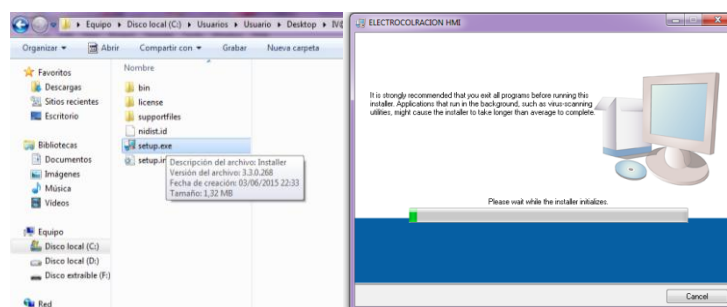 Equipo ▸ Disco local (C:) ▸ Usuarios ▸ Usuario ▸ Desktop ▸
Organizar Abrir Compartir con Grabar Nueva carpeta
Favoritos
Descargas
Sitios recientes
Escritorio
Bibliotecas
Documentos
Imágenes
Música
Vídeos
Equipo
Disco local (C:)
Disco local (D:)
Disco extraíble (F:)
Red
Nombre
bin
license
supportfiles
nidist.id
setup.exe
setup.in
Descripción del archivo: Installer
Versión del archivo: 3.3.0.268
Fecha de creación: 03/06/2015 22:33
Tamaño: 1,32 MB
ELECTROCOLRACION HMI
It is strongly recommended that you exit all programs before running this
installer. Applications that run in the background, such as virus-scanning
utilities, might cause the installer to take longer than average to complete.
Please wait while the installer initializes.
Cancel